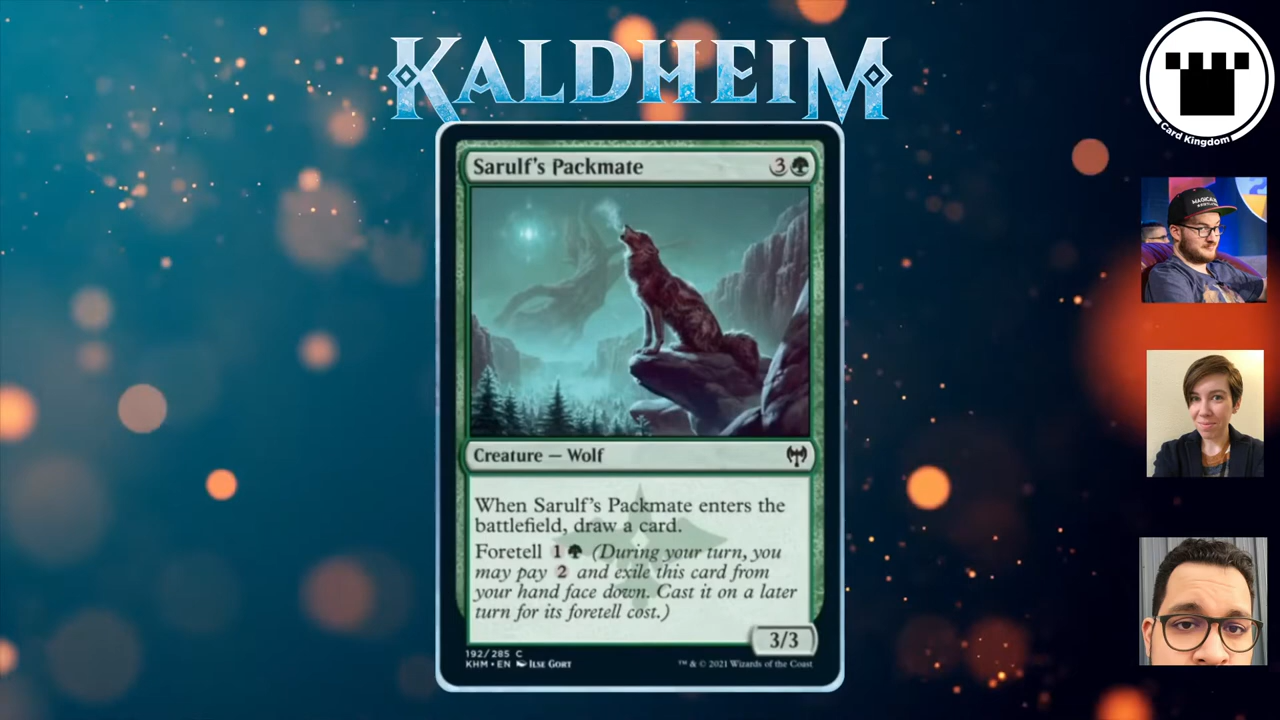 KALDHEIM
Card Kingdom
Sarulf's Packmate 3
Creature — Wolf
When Sarulf's Packmate enters the
battlefield, draw a card.
Foretell 1 (During your turn, you
may pay 2 and exile this card from
your hand face down. Cast it on a later
turn for its foretell cost.)
3/3
192/285 C
KHM • EN Ilse Gort
™ & © 2021 Wizards of the Coast